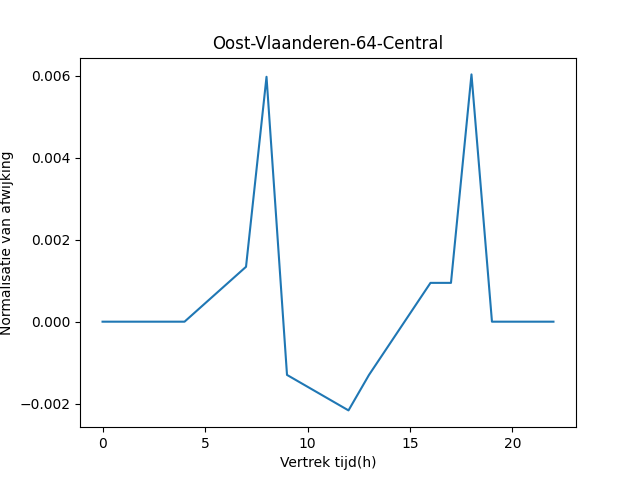 Oost-Vlaanderen-64-Central
Normalisatie van afwijking
0.006
0.004
0.002
0.000
−0.002
0 5 10 15 20
Vertrek tijd(h)